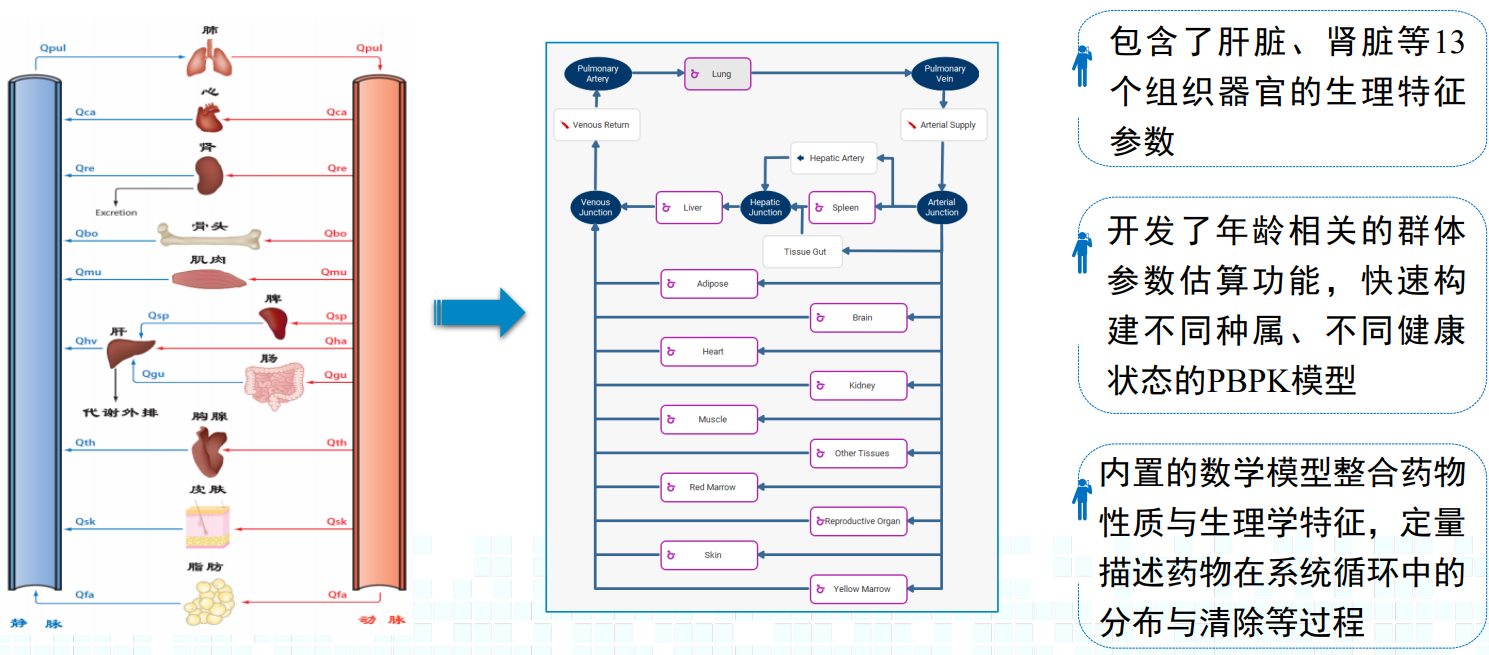 肺
Qpul
Qpul
心
Qca
Qca
肾
Qre
Qre
Excretion
骨头
Qbo
Qbo
肌肉
Qmu
Qmu
脾
Qsp
Qsp
肝
Qhv
Qha
肠
Qgu
Qgu
代谢外排
胸腺
Qth
Qth
皮肤
Qsk
Qsk
脂肪
Qfa
Qfa
静 脉
动 脉
Pulmonary
Artery
Lung
Pulmonary
Vein
Venous Return
Arterial Supply
Hepatic Artery
Venous
Junction
Liver
Hepatic
Junction
Spleen
Arterial
Junction
Tissue Gut
Adipose
Brain
Heart
Kidney
Muscle
Other Tissues
Red Marrow
Reproductive Organ
Skin
Yellow Marrow
包含了肝脏、肾脏等13
个组织器官的生理特征
参数
开发了年龄相关的群体
参数估算功能，快速构
建不同种属、不同健康
状态的PBPK模型
内置的数学模型整合药物
性质与生理学特征，定量
描述药物在系统循环中的
分布与清除等过程